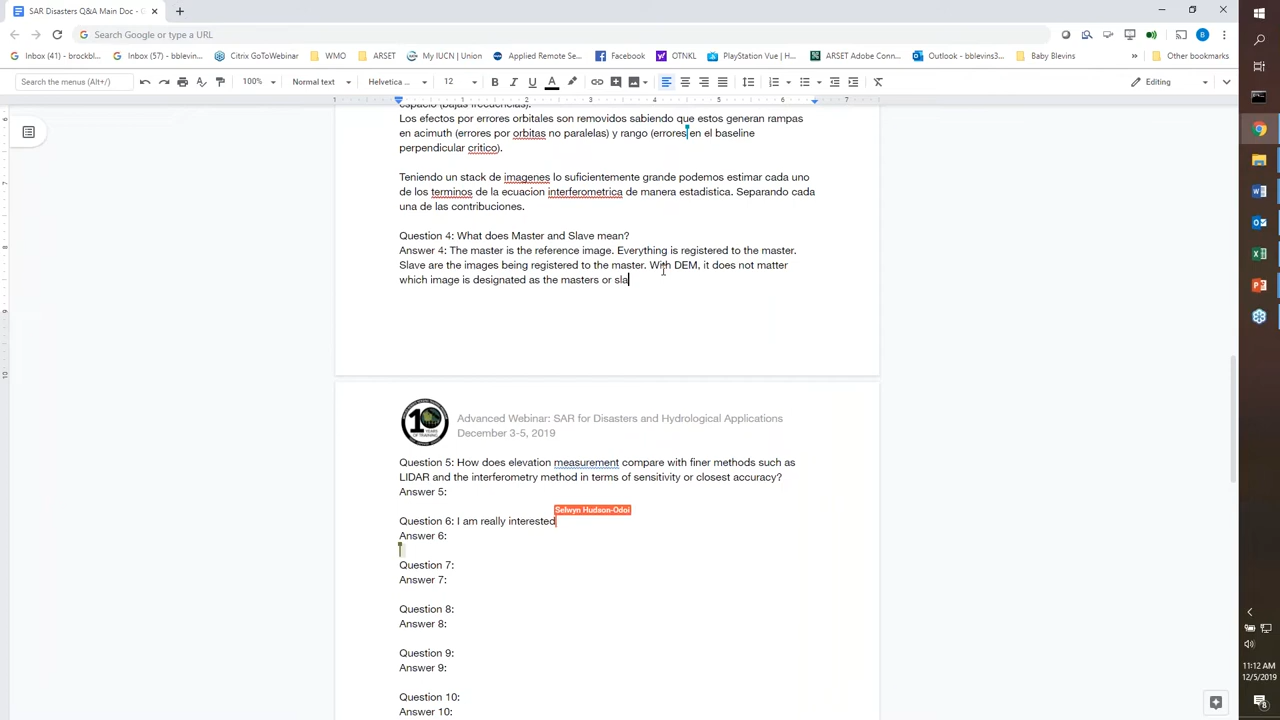 SAR Disasters Q&A Main Doc -
Search Google or type a URL
Inbox (41) - brockbl...
Inbox (57) - bblevins...
Citrix GoToWebinar
WMO
ARSET
My IUCN | Union
Applied Remote Se...
Facebook
OTNKL
PlayStation Vue | H...
ARSET Adobe Conn...
Outlook - bblevins@...
Baby Blevins
Other bookmarks
Search the menus (Alt+/)
100%
Normal text
Helvetica ...
12
Editing
espacio (bajas frecuencias).
Los efectos por errores orbitales son removidos sabiendo que estos generan rampas
en acimuth (errores por orbitas no paralelas) y rango (errores en el baseline
perpendicular critico).
Teniendo un stack de imagenes lo suficientemente grande podemos estimar cada uno
de los terminos de la ecuacion interferometrica de manera estadistica. Separando cada
una de las contribuciones.
Question 4: What does Master and Slave mean?
Answer 4: The master is the reference image. Everything is registered to the master.
Slave are the images being registered to the master. With DEM, it does not matter
which image is designated as the masters or sla
10 YEARS OF TRAINING
Advanced Webinar: SAR for Disasters and Hydrological Applications
December 3-5, 2019
Question 5: How does elevation measurement compare with finer methods such as
LIDAR and the interferometry method in terms of sensitivity or closest accuracy?
Answer 5:
Selwyn Hudson-Odoi
Question 6: I am really interested
Answer 6:
Question 7:
Answer 7:
Question 8:
Answer 8:
Question 9:
Answer 9:
Question 10:
Answer 10:
11:12 AM
12/5/2019